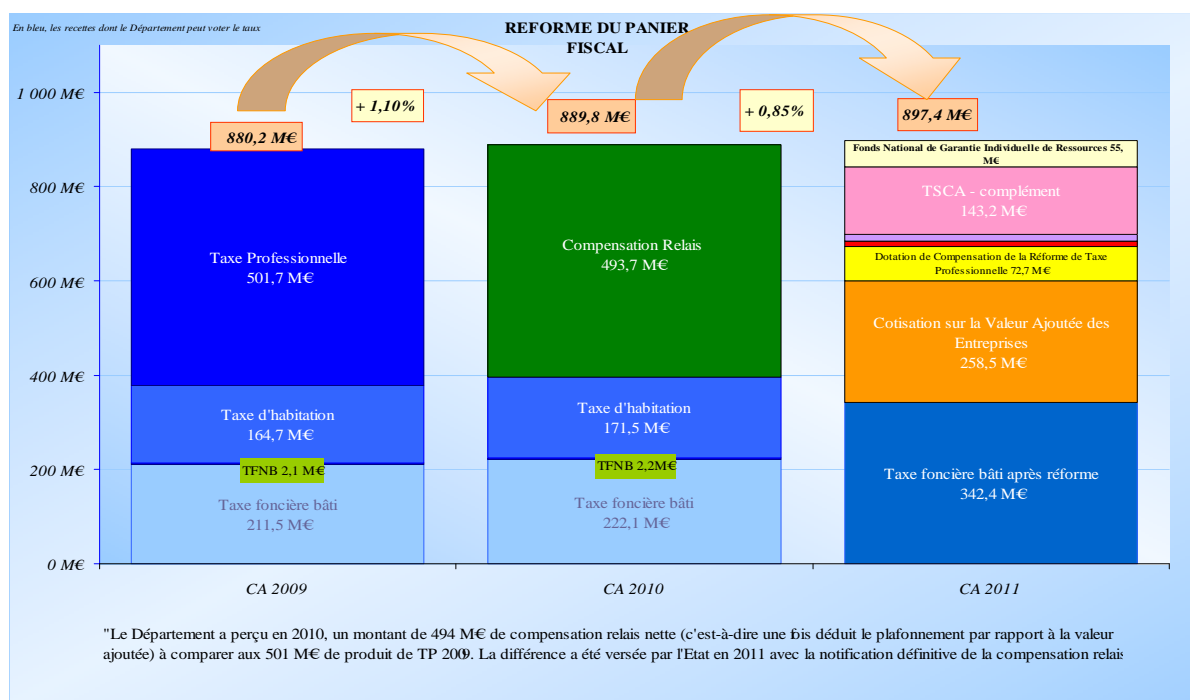 En bleu, les recettes dont le Département peut voter le taux
REFORME DU PANIER
FISCAL
1 000 M€
800 M€
600 M€
400 M€
200 M€
0 M€
880,2 M€
+ 1,10%
889,8 M€
+ 0,85%
897,4 M€
Taxe Professionnelle
501,7 M€
Taxe d'habitation
164,7 M€
TFNB 2,1 M€
Taxe foncière bâti
211,5 M€
Compensation Relais
493,7 M€
Taxe d'habitation
171,5 M€
TFNB 2,2M€
Taxe foncière bâti
222,1 M€
Fonds National de Garantie Individuelle de Ressources 55,
M€
TSCA - complément
143,2 M€
Dotation de Compensation de la Réforme de Taxe
Professionnelle 72,7 M€
Cotisation sur la Valeur Ajoutée des
Entreprises
258,5 M€
Taxe foncière bâti après réforme
342,4 M€
CA 2009
CA 2010
CA 2011
"Le Département a perçu en 2010, un montant de 494 M€ de compensation relais nette (c'est-à-dire une fois déduit le plafonnement par rapport à la valeur
ajoutée) à comparer aux 501 M€ de produit de TP 2009. La différence a été versée par l'Etat en 2011 avec la notification définitive de la compensation relais